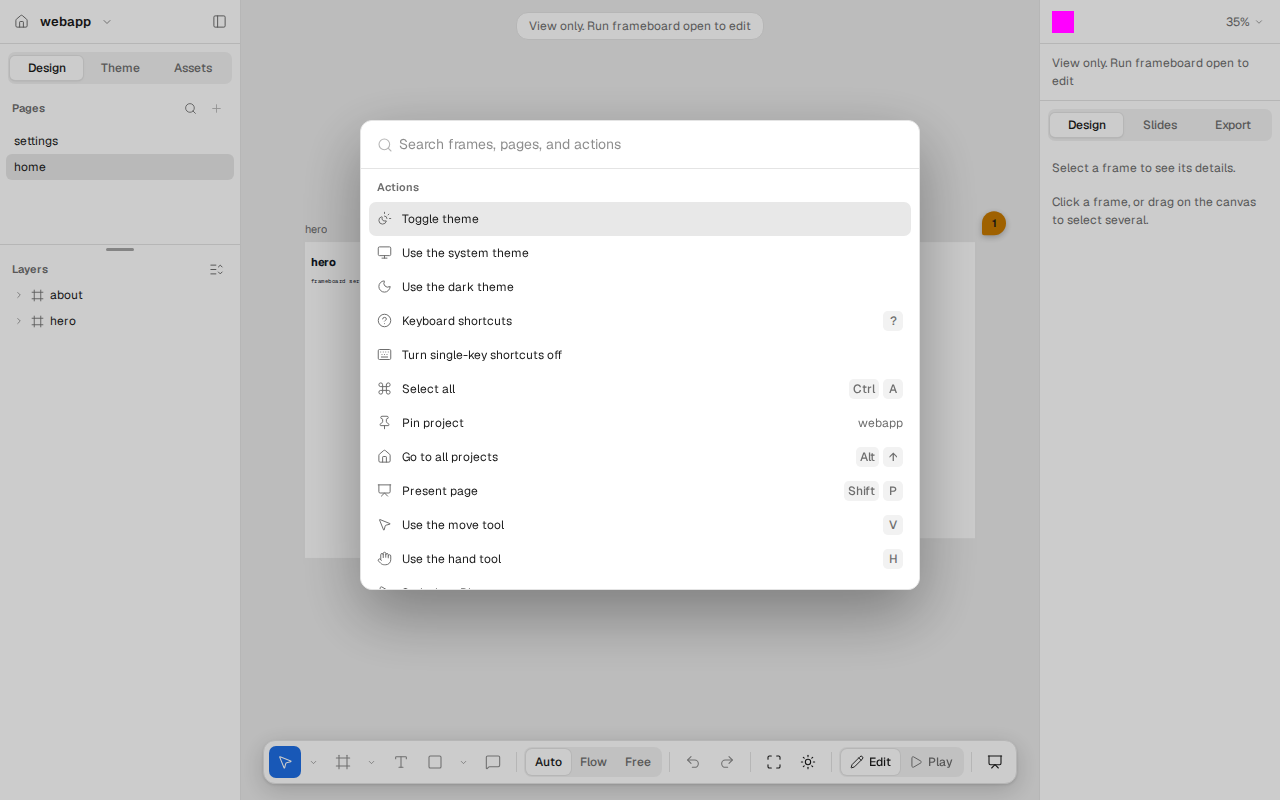 webapp
View only. Run frameboard open to edit
35%
Design
Theme
Assets
View only. Run frameboard open to
edit
Pages
settings
home
Design
Slides
Export
Select a frame to see its details.
Click a frame, or drag on the canvas
to select several.
Search frames, pages, and actions
Actions
Toggle theme
Use the system theme
Use the dark theme
Keyboard shortcuts ?
Turn single-key shortcuts off
Select all Ctrl A
Pin project webapp
Go to all projects Alt ↑
Present page Shift P
Use the move tool V
Use the hand tool H
hero
1
hero
frameboard
Layers
about
hero
Auto
Flow
Free
Edit
Play